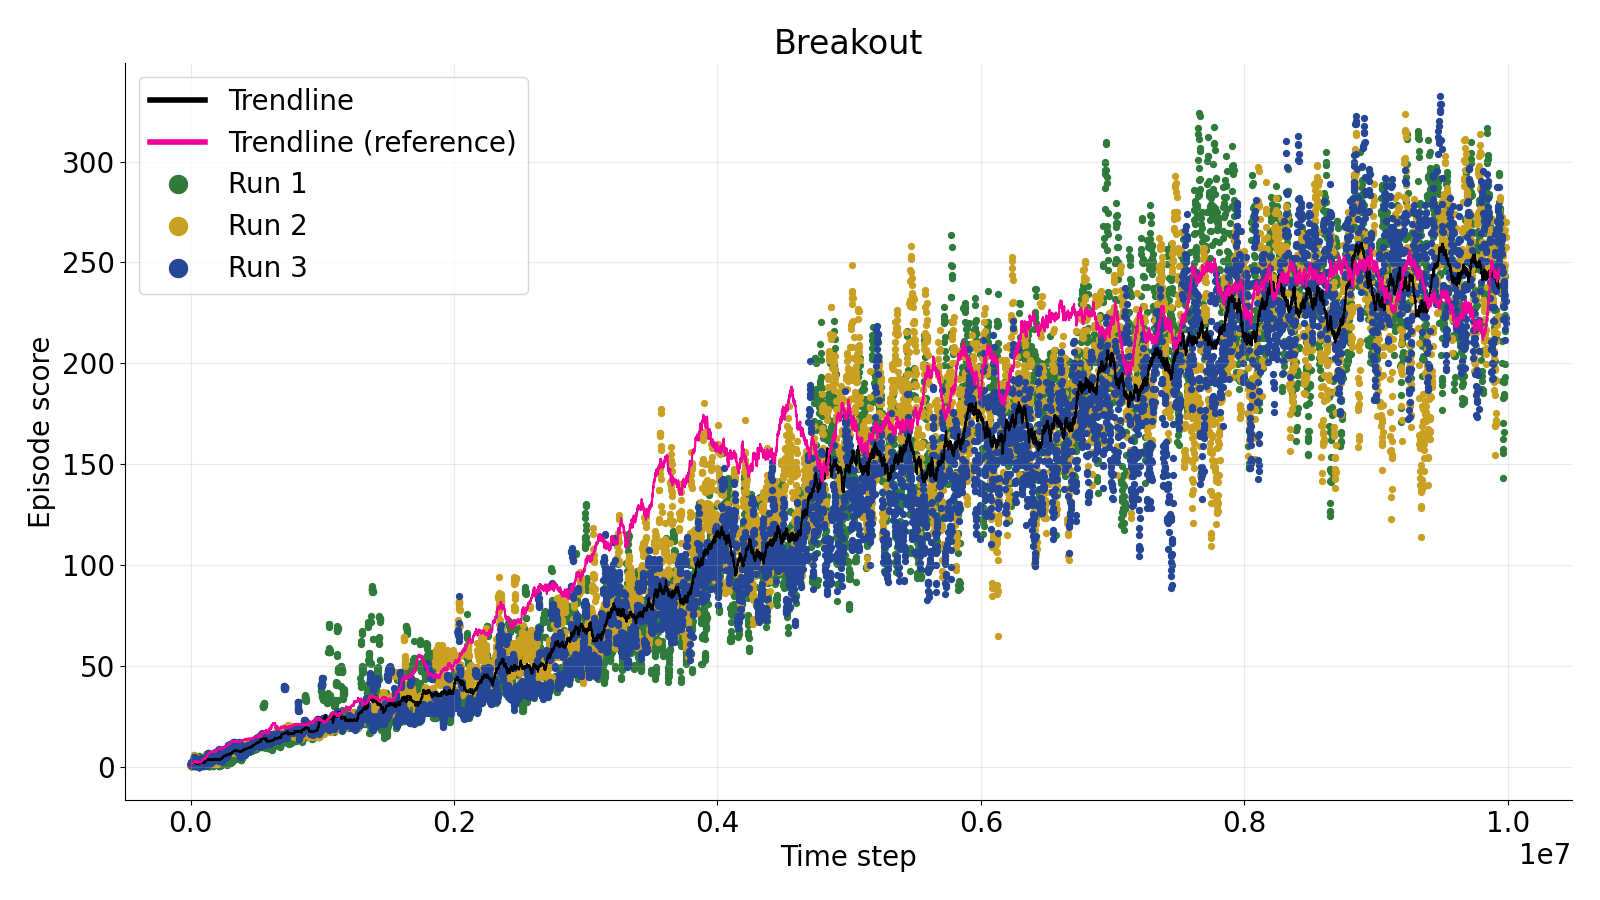 Breakout
Trendline
Trendline (reference)
Run 1
Run 2
Run 3
300
250
200
150
100
50
0
Episode score
0.0 0.2 0.4 0.6 0.8 1.0
1e7
Time step